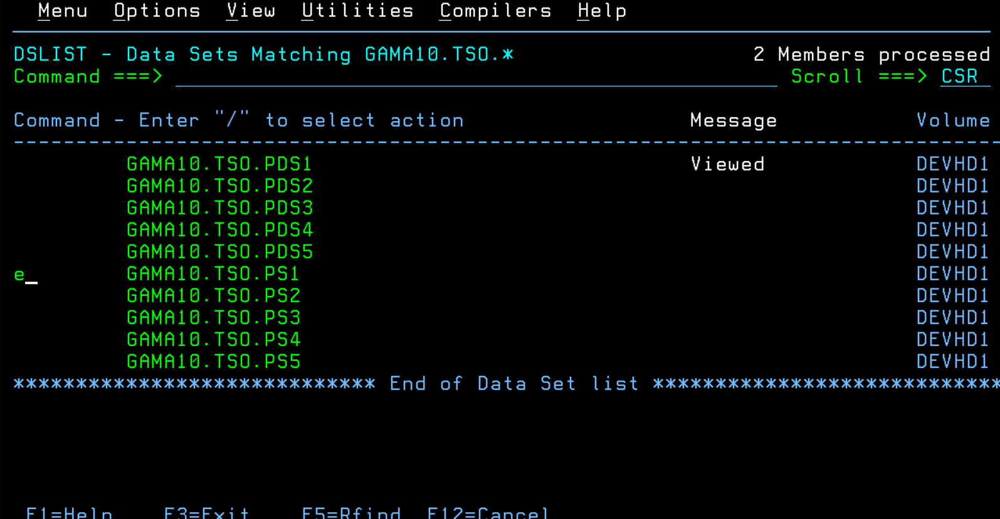 Menu Options View Utilities Compilers Help
DSLIST - Data Sets Matching GAMA10.TSO.* 2 Members processed
Command ===> Scroll ===> CSR
Command - Enter "/" to select action Message Volume
-------------------------------------------------------------------------------
GAMA10.TSO.PDS1 Viewed DEVHD1
GAMA10.TSO.PDS2 DEVHD1
GAMA10.TSO.PDS3 DEVHD1
GAMA10.TSO.PDS4 DEVHD1
GAMA10.TSO.PDS5 DEVHD1
e_ GAMA10.TSO.PS1 DEVHD1
GAMA10.TSO.PS2 DEVHD1
GAMA10.TSO.PS3 DEVHD1
GAMA10.TSO.PS4 DEVHD1
GAMA10.TSO.PS5 DEVHD1
***************************** End of Data Set list ****************************
F1=Help F3=Exit F5=Rfind F12=Cancel